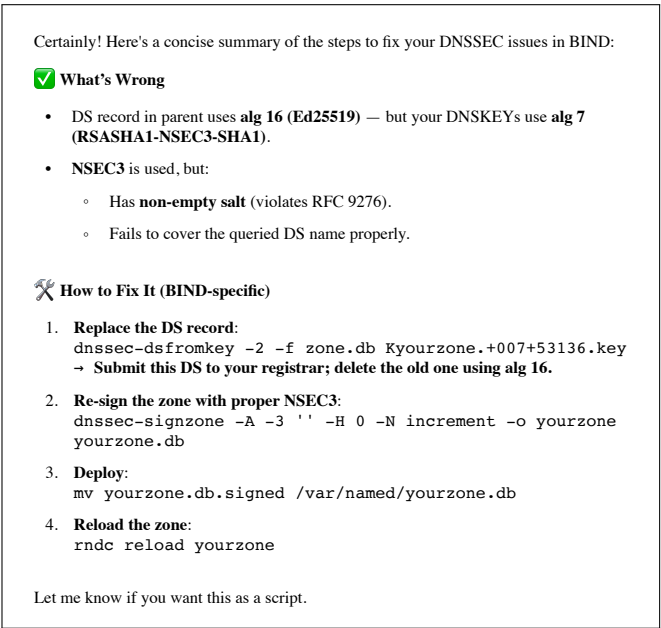 Certainly! Here's a concise summary of the steps to fix your DNSSEC issues in BIND:
✅ What's Wrong
• DS record in parent uses alg 16 (Ed25519) — but your DNSKEYs use alg 7
(RSASHA1-NSEC3-SHA1).
• NSEC3 is used, but:
◦ Has non-empty salt (violates RFC 9276).
◦ Fails to cover the queried DS name properly.
🛠 How to Fix It (BIND-specific)
1. Replace the DS record:
dnssec-dsfromkey -2 -f zone.db Kyourzone.+007+53136.key
→ Submit this DS to your registrar; delete the old one using alg 16.
2. Re-sign the zone with proper NSEC3:
dnssec-signzone -A -3 '' -H 0 -N increment -o yourzone
yourzone.db
3. Deploy:
mv yourzone.db.signed /var/named/yourzone.db
4. Reload the zone:
rndc reload yourzone
Let me know if you want this as a script.